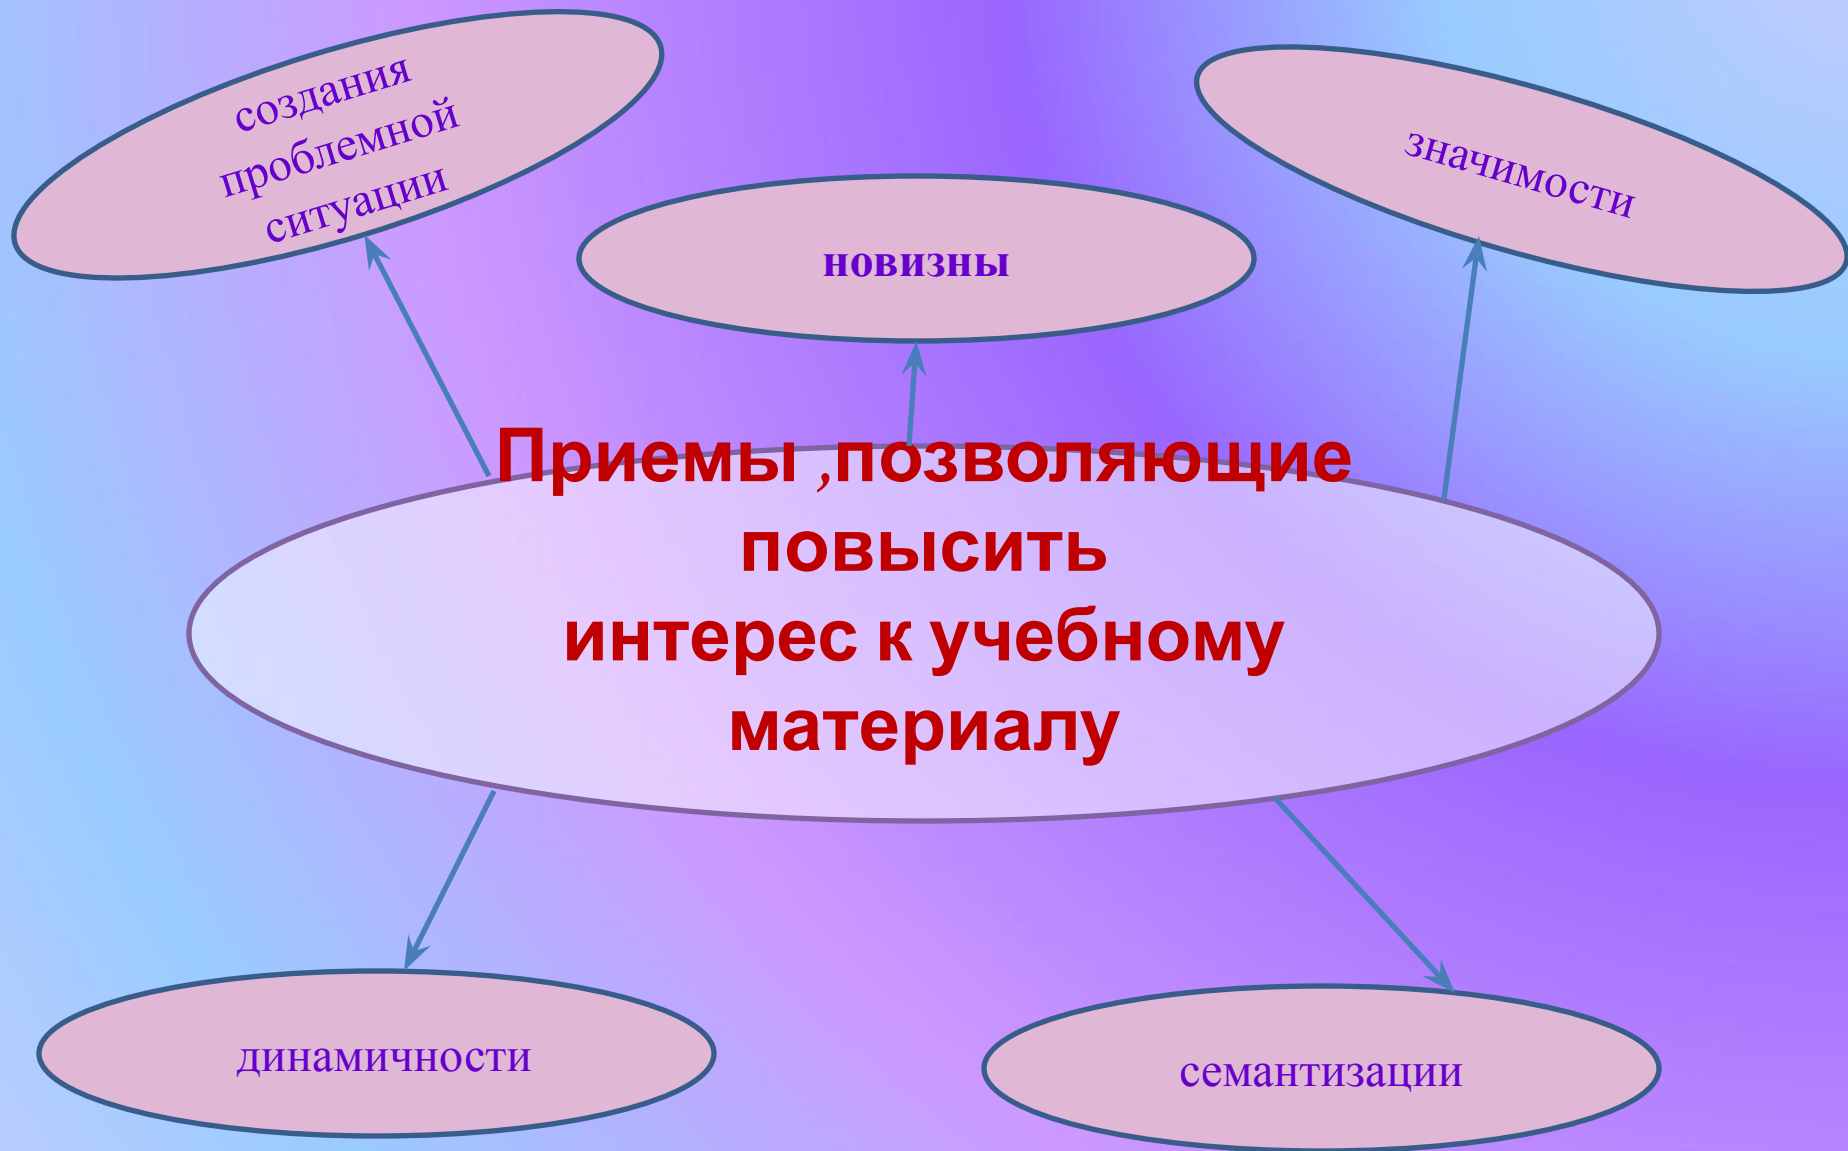 создания
проблемной
ситуации
значимости
новизны
Приемы ,позволяющие
повысить
интерес к учебному
материалу
динамичности
семантизации